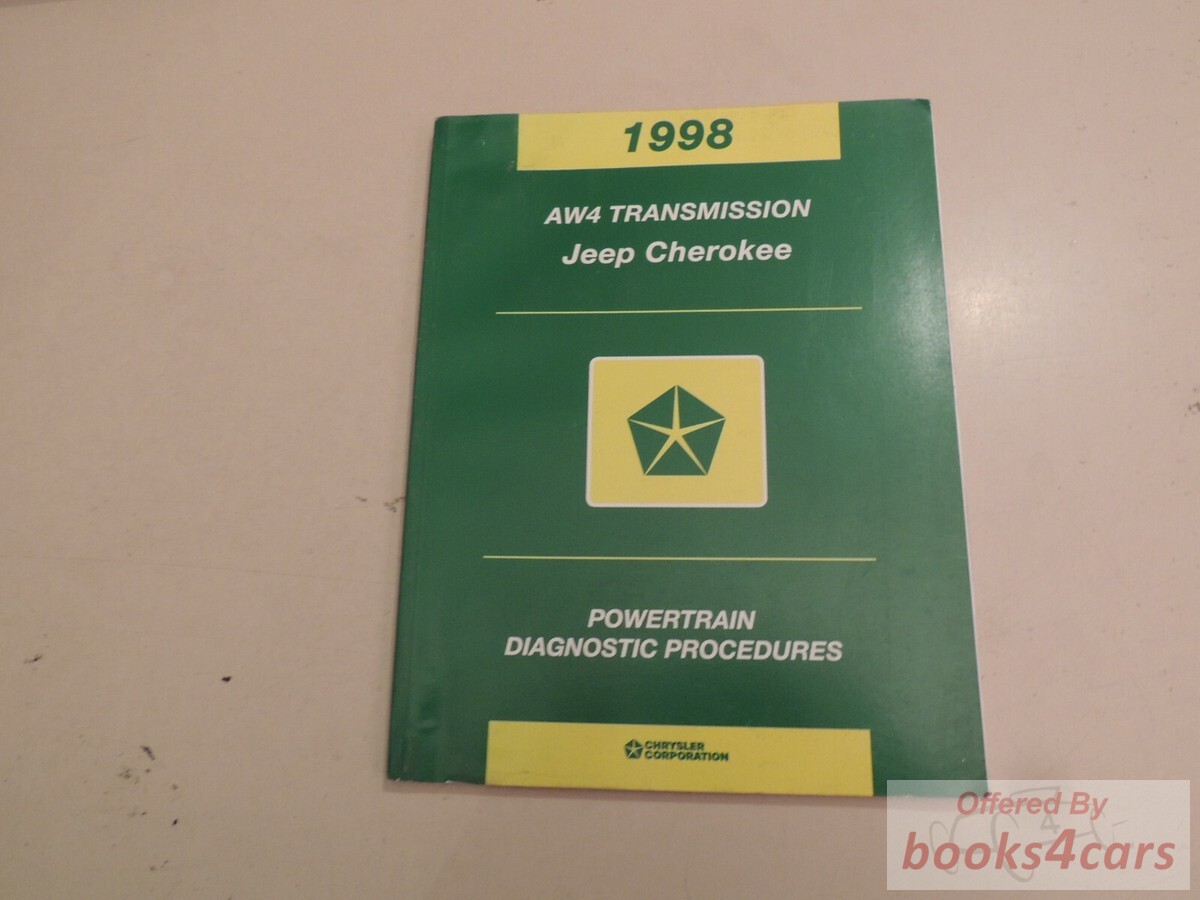 1998
AW4 TRANSMISSION
Jeep Cherokee
POWERTRAIN
DIAGNOSTIC PROCEDURES
CHRYSLER
CORPORATION
Offered By
books4cars